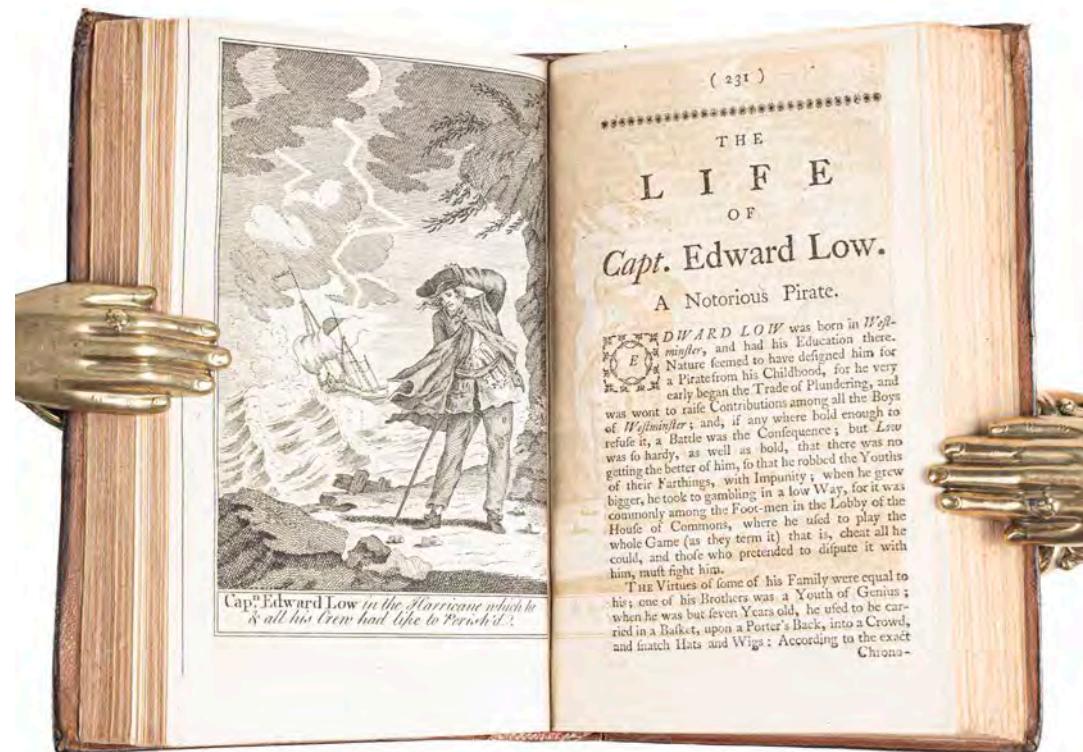 Capⁿ Edward Low in the Harricane which he
& all his Crew had like to Perish'd.
( 231 )
THE
LIFE
OF
Capt. Edward Low.
A Notorious Pirate.
EDWARD LOW was born in Weſt-
minſter, and had his Education there.
Nature ſeemed to have deſigned him for
a Pirate from his Childhood, for he very
early began the Trade of Plundering, and
was wont to raiſe Contributions among all the Boys
of Weſtminſter; and, if any where bold enough to
refuſe it, a Battle was the Conſequence; but Low
was ſo hardy, as well as bold, that there was no
getting the better of him, ſo that he robbed the Youths
of their Farthings, with Impunity; when he grew
bigger, he took to gambling in a low Way, for it was
commonly among the Foot-men in the Lobby of the
Houſe of Commons, where he uſed to play the
whole Game (as they term it) that is, cheat all he
could, and thoſe who pretended to diſpute it with
him, muſt fight him.
THE Virtues of ſome of his Family were equal to
his; one of his Brothers was a Youth of Genius;
when he was but ſeven Years old, he uſed to be car-
ried in a Baſket, upon a Porter's Back, into a Crowd,
and ſnatch Hats and Wigs: According to the exact
Chrono-